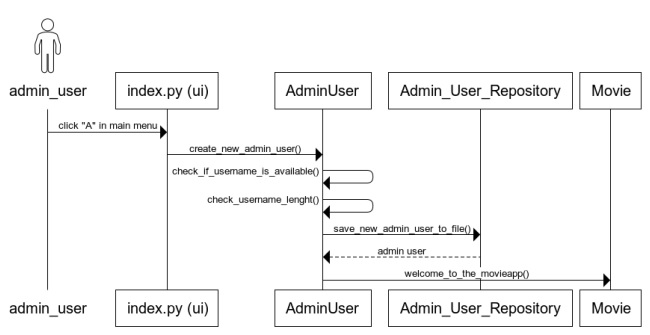 admin_user
index.py (ui)
AdminUser
Admin_User_Repository
Movie
click "A" in main menu
create_new_admin_user()
check_if_username_is_available()
check_username_lenght()
save_new_admin_user_to_file()
admin user
welcome_to_the_movieapp()
admin_user
index.py (ui)
AdminUser
Admin_User_Repository
Movie